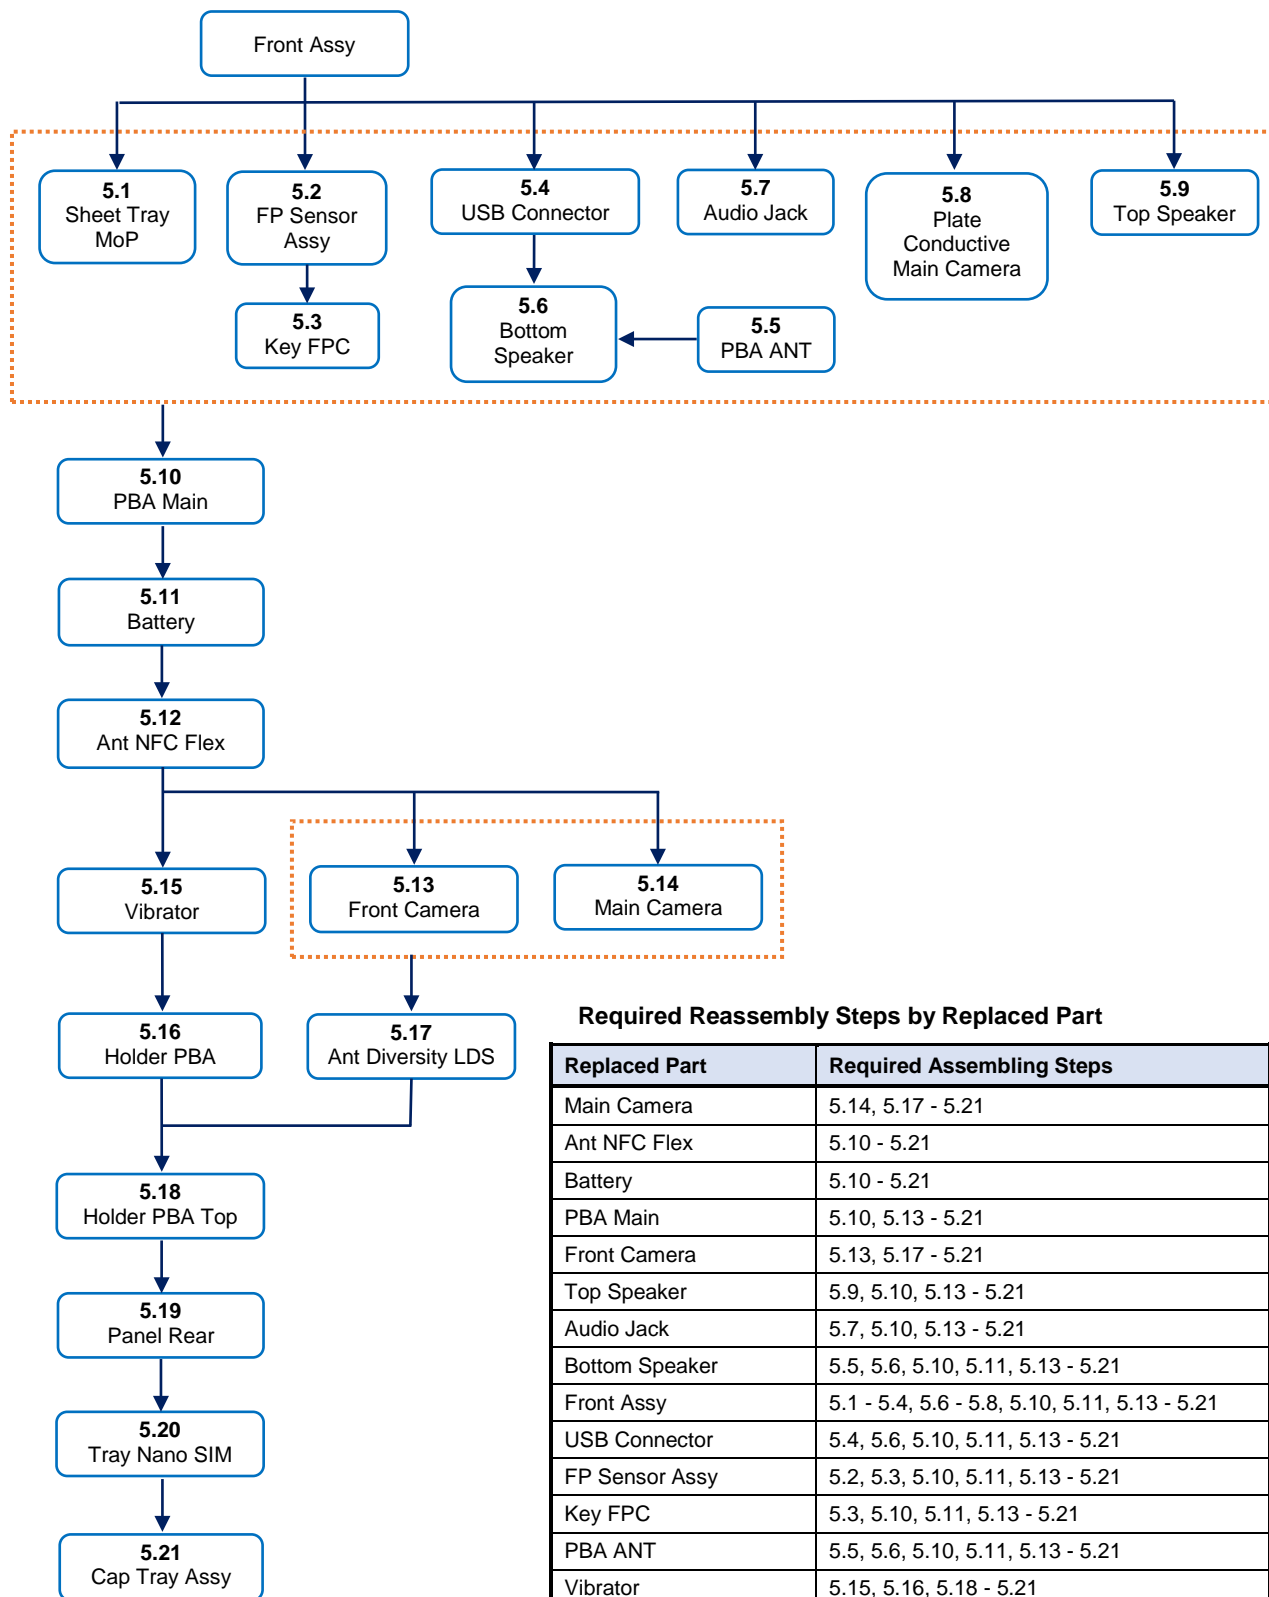 Front Assy
5.1
Sheet Tray
MoP
5.2
FP Sensor
Assy
5.3
Key FPC
5.4
USB Connector
5.6
Bottom
Speaker
5.5
PBA ANT
5.7
Audio Jack
5.8
Plate
Conductive
Main Camera
5.9
Top Speaker
5.10
PBA Main
5.11
Battery
5.12
Ant NFC Flex
5.15
Vibrator
5.13
Front Camera
5.14
Main Camera
5.16
Holder PBA
5.17
Ant Diversity LDS
5.18
Holder PBA Top
5.19
Panel Rear
5.20
Tray Nano SIM
5.21
Cap Tray Assy
Required Reassembly Steps by Replaced Part
Replaced Part Required Assembling Steps
Main Camera 5.14, 5.17 - 5.21
Ant NFC Flex 5.10 - 5.21
Battery 5.10 - 5.21
PBA Main 5.10, 5.13 - 5.21
Front Camera 5.13, 5.17 - 5.21
Top Speaker 5.9, 5.10, 5.13 - 5.21
Audio Jack 5.7, 5.10, 5.13 - 5.21
Bottom Speaker 5.5, 5.6, 5.10, 5.11, 5.13 - 5.21
Front Assy 5.1 - 5.4, 5.6 - 5.8, 5.10, 5.11, 5.13 - 5.21
USB Connector 5.4, 5.6, 5.10, 5.11, 5.13 - 5.21
FP Sensor Assy 5.2, 5.3, 5.10, 5.11, 5.13 - 5.21
Key FPC 5.3, 5.10, 5.11, 5.13 - 5.21
PBA ANT 5.5, 5.6, 5.10, 5.11, 5.13 - 5.21
Vibrator 5.15, 5.16, 5.18 - 5.21